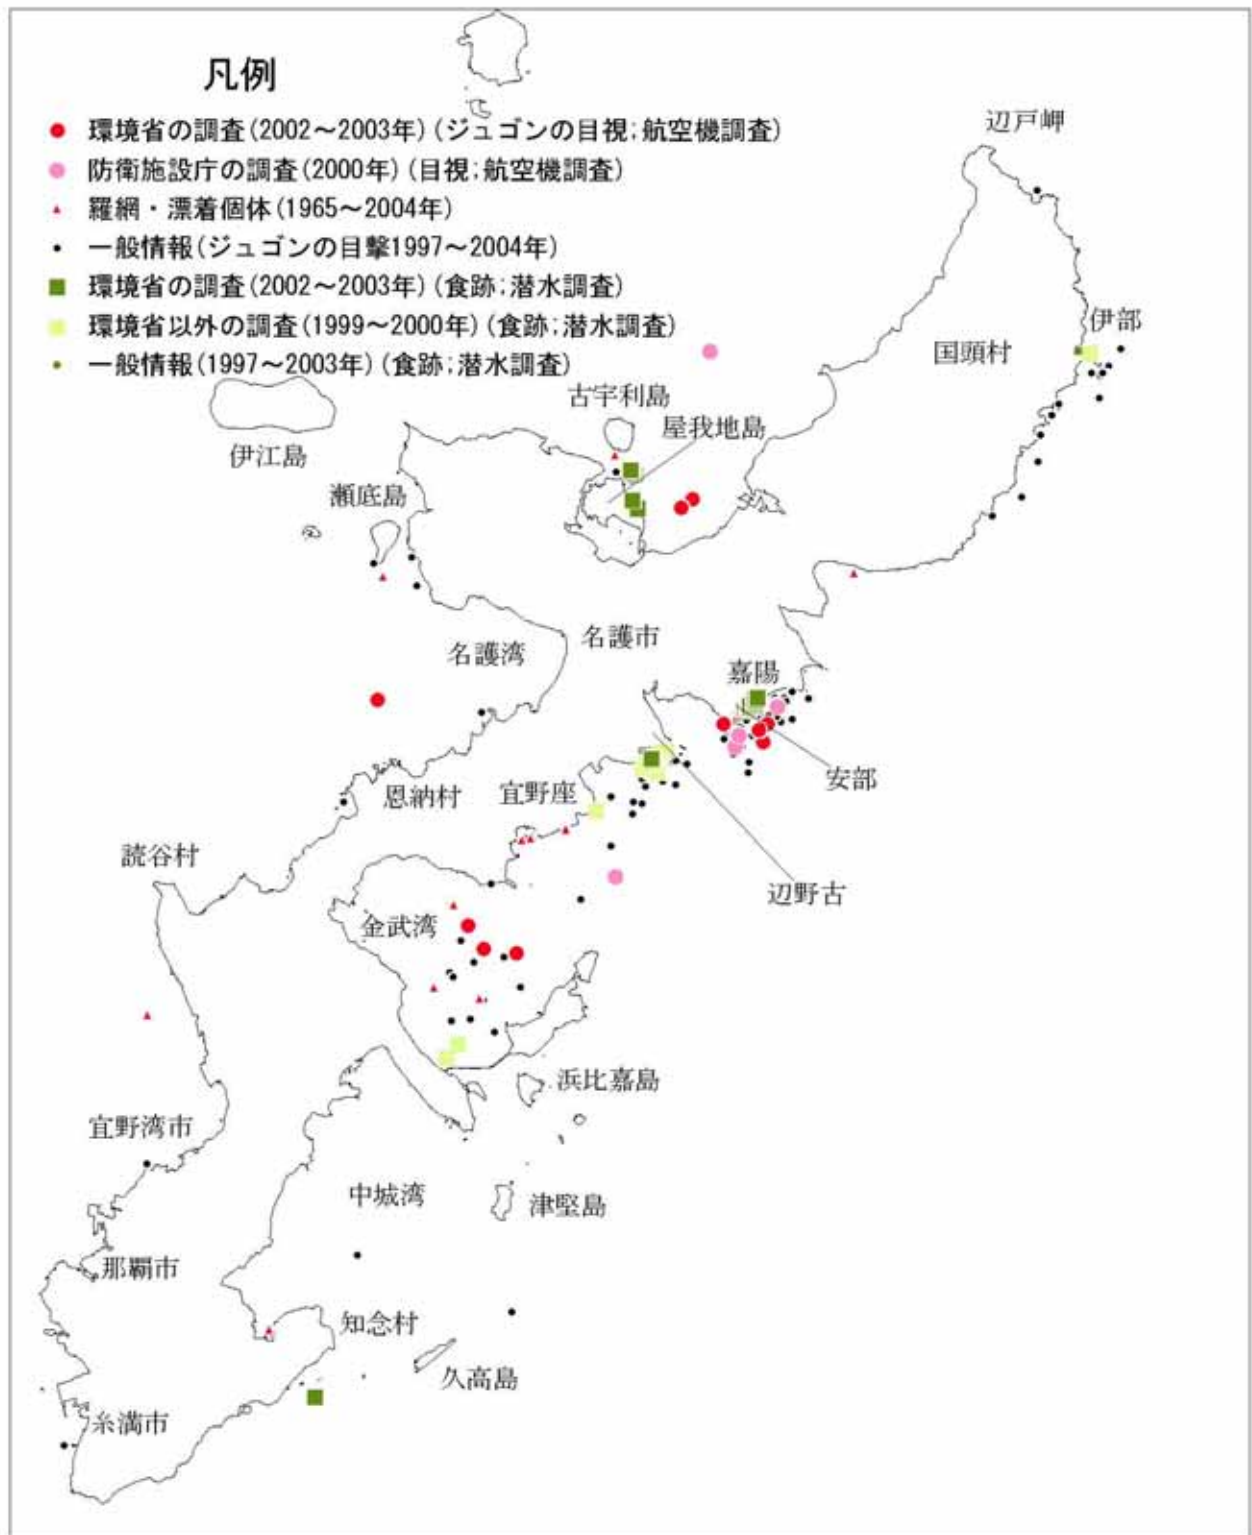 凡例
環境省の調査(2002～2003年)(ジュゴンの目視;航空機調査)
防衛施設庁の調査(2000年)(目視;航空機調査)
羅網・漂着個体(1965～2004年)
一般情報(ジュゴンの目撃1997～2004年)
環境省の調査(2002～2003年)(食跡;潜水調査)
環境省以外の調査(1999～2000年)(食跡;潜水調査)
一般情報(1997～2003年)(食跡;潜水調査)
辺戸岬
伊部
国頭村
古宇利島
屋我地島
伊江島
瀬底島
名護市
名護湾
嘉陽
安部
恩納村
宜野座
読谷村
辺野古
金武湾
浜比嘉島
宜野湾市
中城湾
津堅島
那覇市
知念村
久高島
糸満市